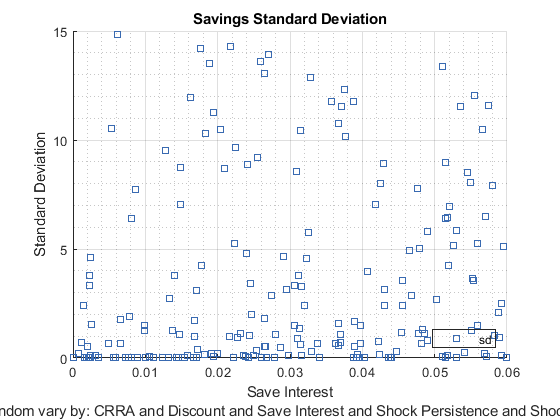 Savings Standard Deviation
Standard Deviation
15
10
5
0
sd
0
0.01
0.02
0.03
0.04
0.05
0.06
Save Interest
ndom vary by: CRRA and Discount and Save Interest and Shock Persistence and Shoc